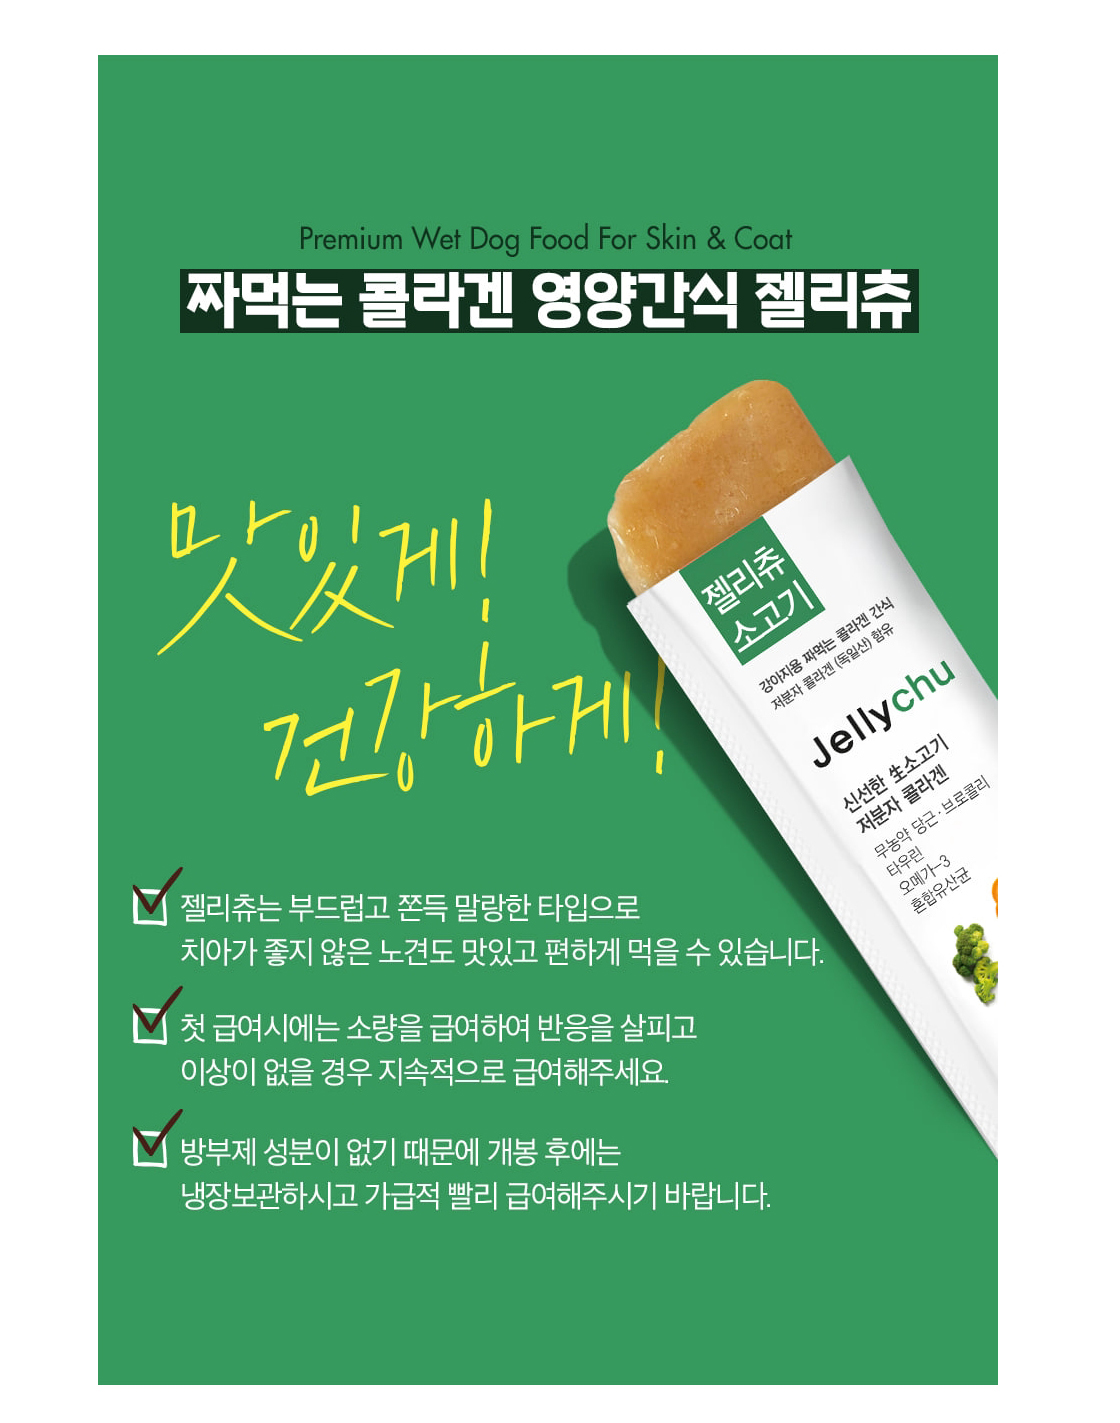 Premium Wet Dog Food For Skin & Coat
짜먹는 콜라겐 영양간식 젤리츄
맛있게!
건강하게!
젤리츄
소고기
강아지용 짜먹는 콜라겐 간식
저분자 콜라겐 (독일산) 함유
Jellychu
신선한 生소고기
저분자 콜라겐
무농약 당근·브로콜리
타우린
오메가-3
혼합유산균
젤리츄는 부드럽고 쫀득 말랑한 타입으로
치아가 좋지 않은 노견도 맛있고 편하게 먹을 수 있습니다.
첫 급여시에는 소량을 급여하여 반응을 살피고
이상이 없을 경우 지속적으로 급여해주세요.
방부제 성분이 없기 때문에 개봉 후에는
냉장보관하시고 가급적 빨리 급여해주시기 바랍니다.